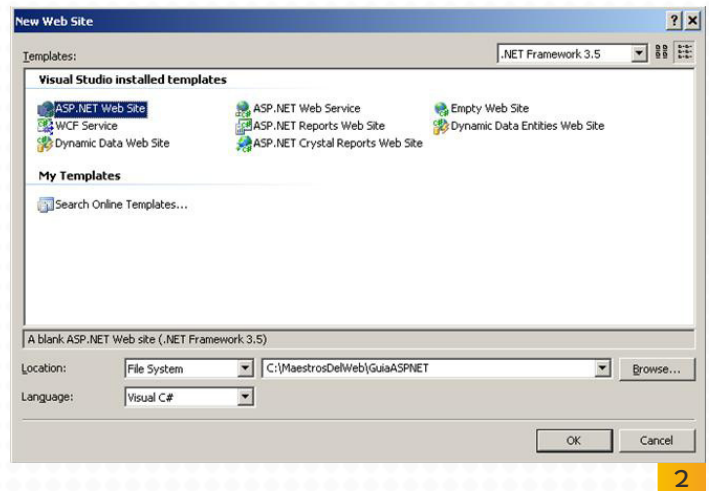 New Web Site
Templates:
.NET Framework 3.5
Visual Studio installed templates
ASP.NET Web Site
ASP.NET Web Service
Empty Web Site
WCF Service
ASP.NET Reports Web Site
Dynamic Data Entities Web Site
Dynamic Data Web Site
ASP.NET Crystal Reports Web Site
My Templates
Search Online Templates...
A blank ASP.NET Web site (.NET Framework 3.5)
Location:
File System
C:\MaestrosDelWeb\GuiaASPNET
Browse...
Language:
Visual C#
OK
Cancel
2